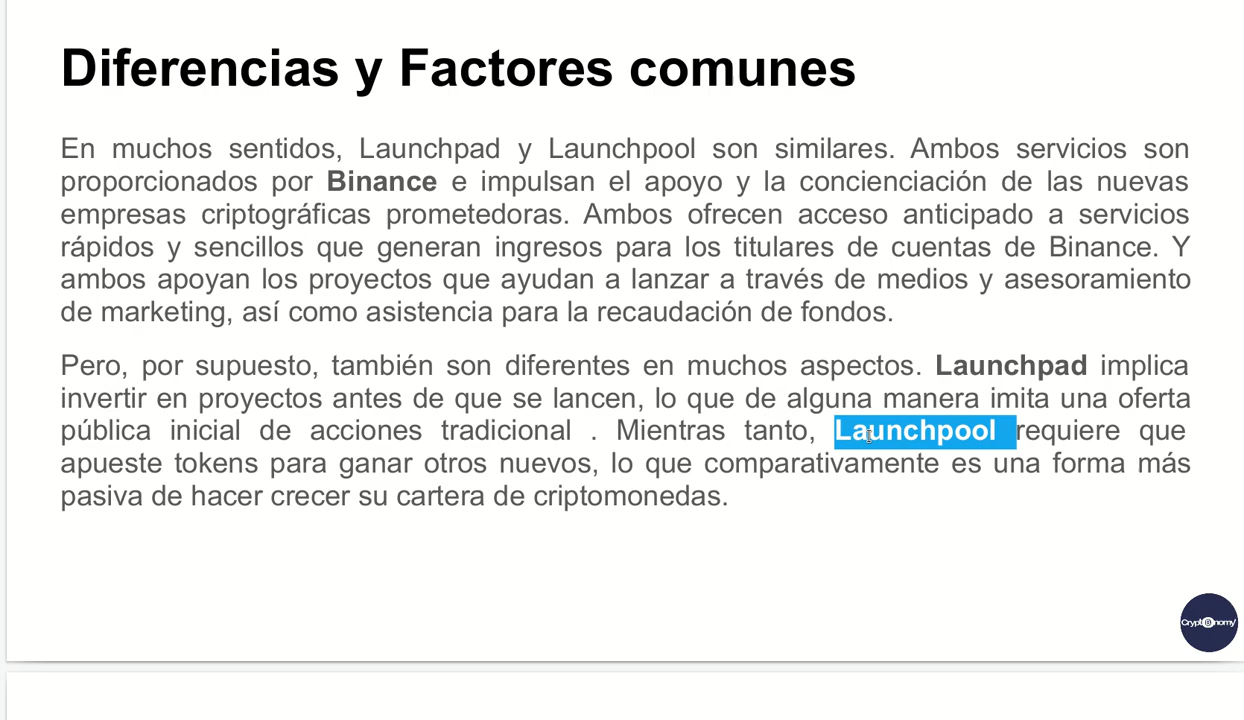 Diferencias y Factores comunes
En muchos sentidos, Launchpad y Launchpool son similares. Ambos servicios son
proporcionados por Binance e impulsan el apoyo y la concienciación de las nuevas
empresas criptográficas prometedoras. Ambos ofrecen acceso anticipado a servicios
rápidos y sencillos que generan ingresos para los titulares de cuentas de Binance. Y
ambos apoyan los proyectos que ayudan a lanzar a través de medios y asesoramiento
de marketing, así como asistencia para la recaudación de fondos.
Pero, por supuesto, también son diferentes en muchos aspectos. Launchpad implica
invertir en proyectos antes de que se lancen, lo que de alguna manera imita una oferta
pública inicial de acciones tradicional . Mientras tanto, Launchpool requiere que
apueste tokens para ganar otros nuevos, lo que comparativamente es una forma más
pasiva de hacer crecer su cartera de criptomonedas.
Crypt@nomy